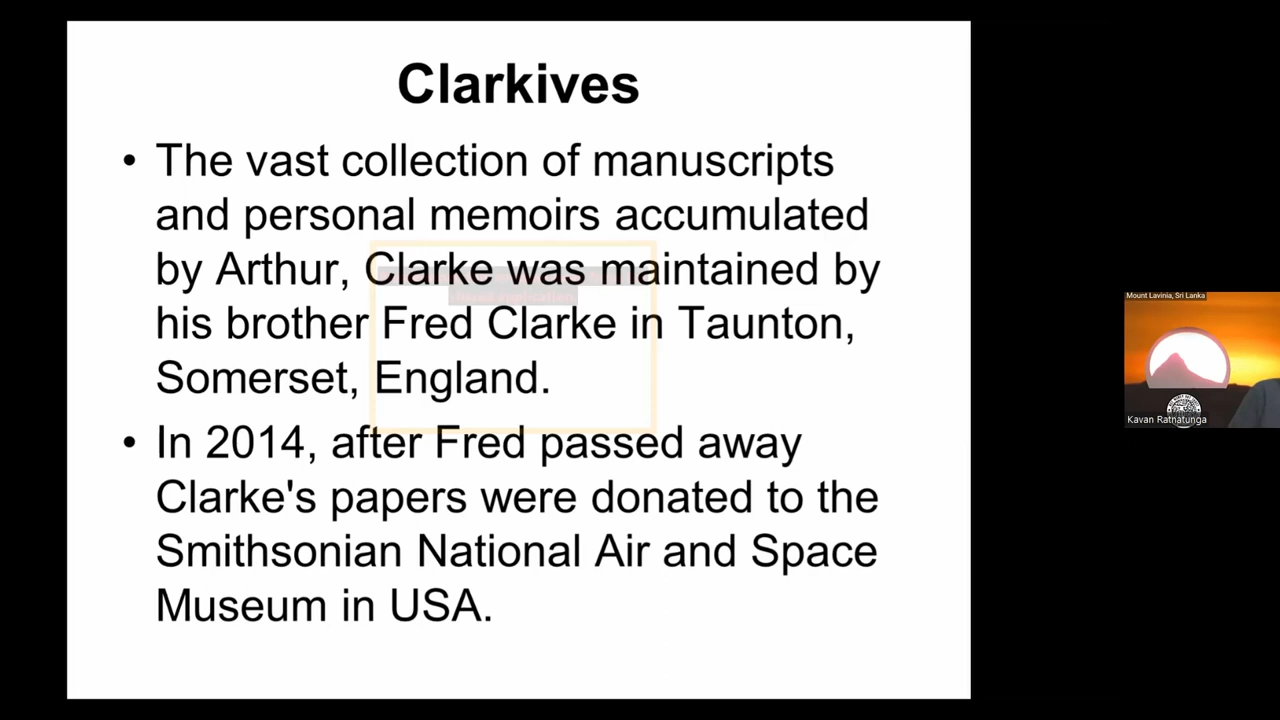 Clarkives
• The vast collection of manuscripts
and personal memoirs accumulated
by Arthur, Clarke was maintained by
his brother Fred Clarke in Taunton,
Somerset, England.
• In 2014, after Fred passed away
Clarke's papers were donated to the
Smithsonian National Air and Space
Museum in USA.
Mount Lavinia, Sri Lanka
Kavan Ratnatunga